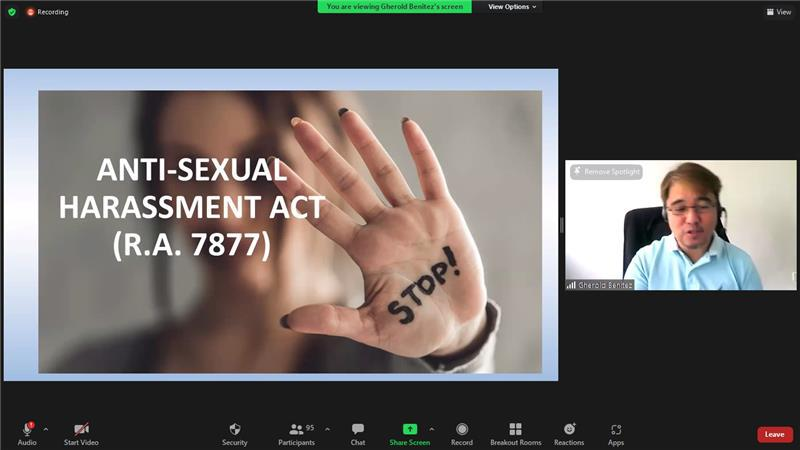 Recording
You are viewing Gherold Benitez's screen
View Options
View
ANTI-SEXUAL
HARASSMENT ACT
(R.A. 7877)
STOP!
Remove Spotlight
Gherold Benitez
95
Audio
Start Video
Security
Participants
Chat
Share Screen
Record
Breakout Rooms
Reactions
Apps
Leave